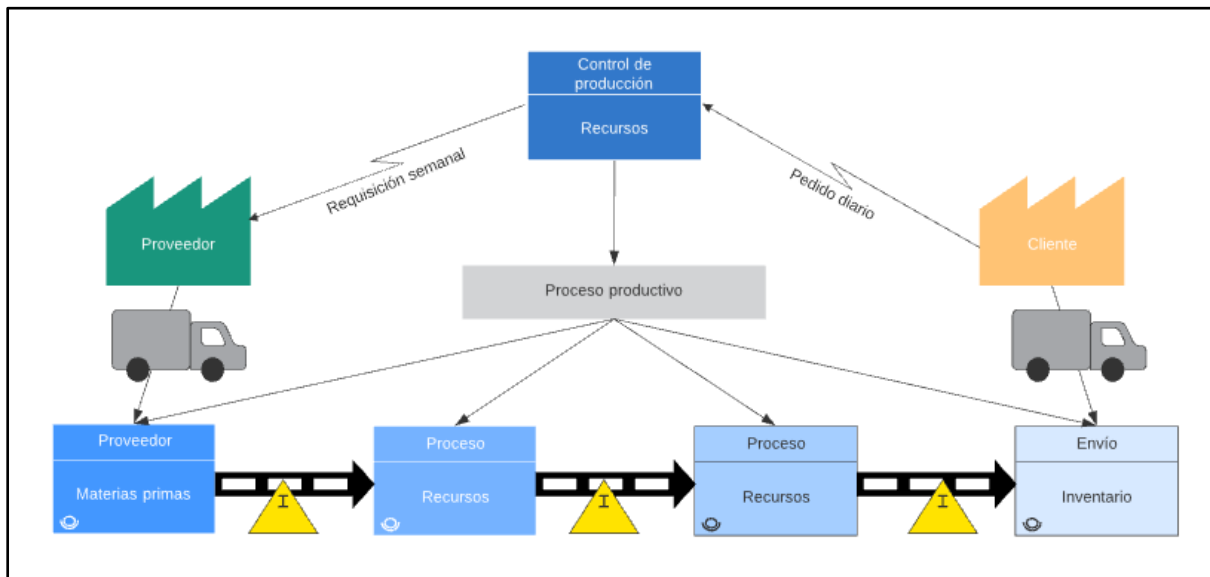 Control de
producción
Recursos
Requisición semanal
Pedido diario
Proveedor
Cliente
Proceso productivo
Proveedor
Materias primas
I
Proceso
Recursos
I
Proceso
Recursos
I
Envío
Inventario